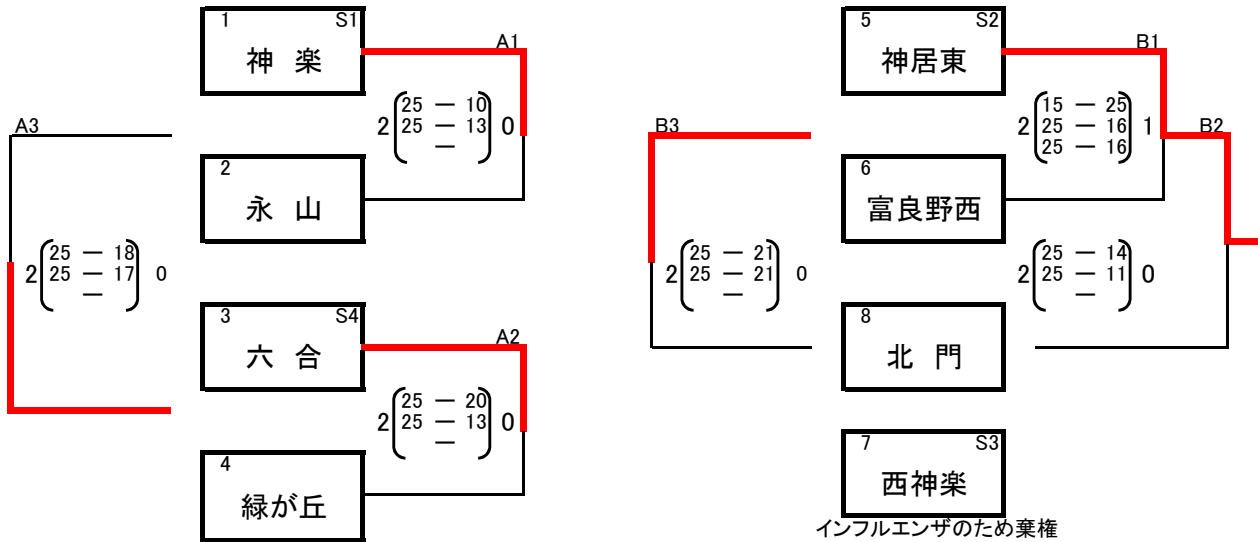 1 S1
神 楽
A1
25 ー 10
2 25 ー 13 0
ー
2
永 山
A3
25 ー 18
2 25 ー 17 0
ー
3 S4
六 合
A2
25 ー 20
2 25 ー 13 0
ー
4
緑が丘
5 S2
神居東
B1
15 ー 25
2 25 ー 16 1
25 ー 16
B2
6
富良野西
B3
25 ー 21
2 25 ー 21 0
ー
25 ー 14
2 25 ー 11 0
ー
8
北 門
7 S3
西神楽
インフルエンザのため棄権